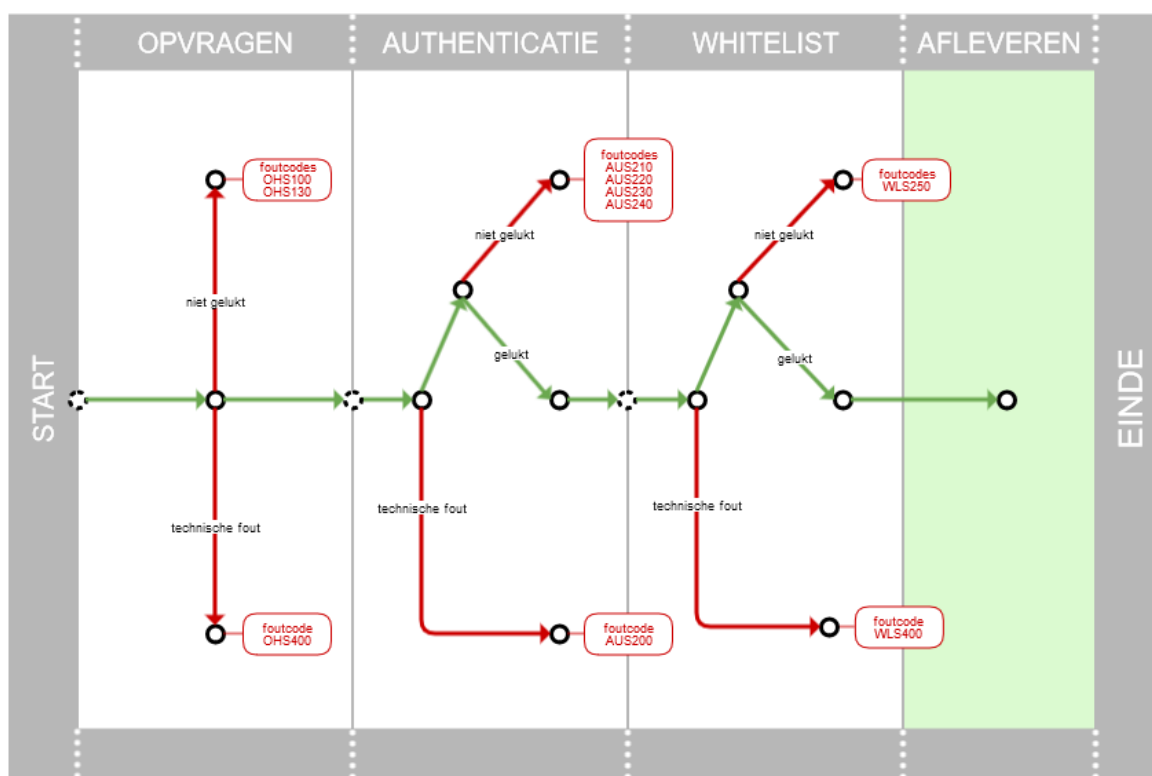 OPVRAGEN
AUTHENTICATIE
WHITELIST
AFLEVEREN
START
EINDE
foutcodes
OHS100
OHS130
niet gelukt
technische fout
foutcode
OHS400
foutcodes
AUS210
AUS220
AUS230
AUS240
niet gelukt
gelukt
technische fout
foutcode
AUS200
foutcodes
WLS250
niet gelukt
gelukt
technische fout
foutcode
WLS400